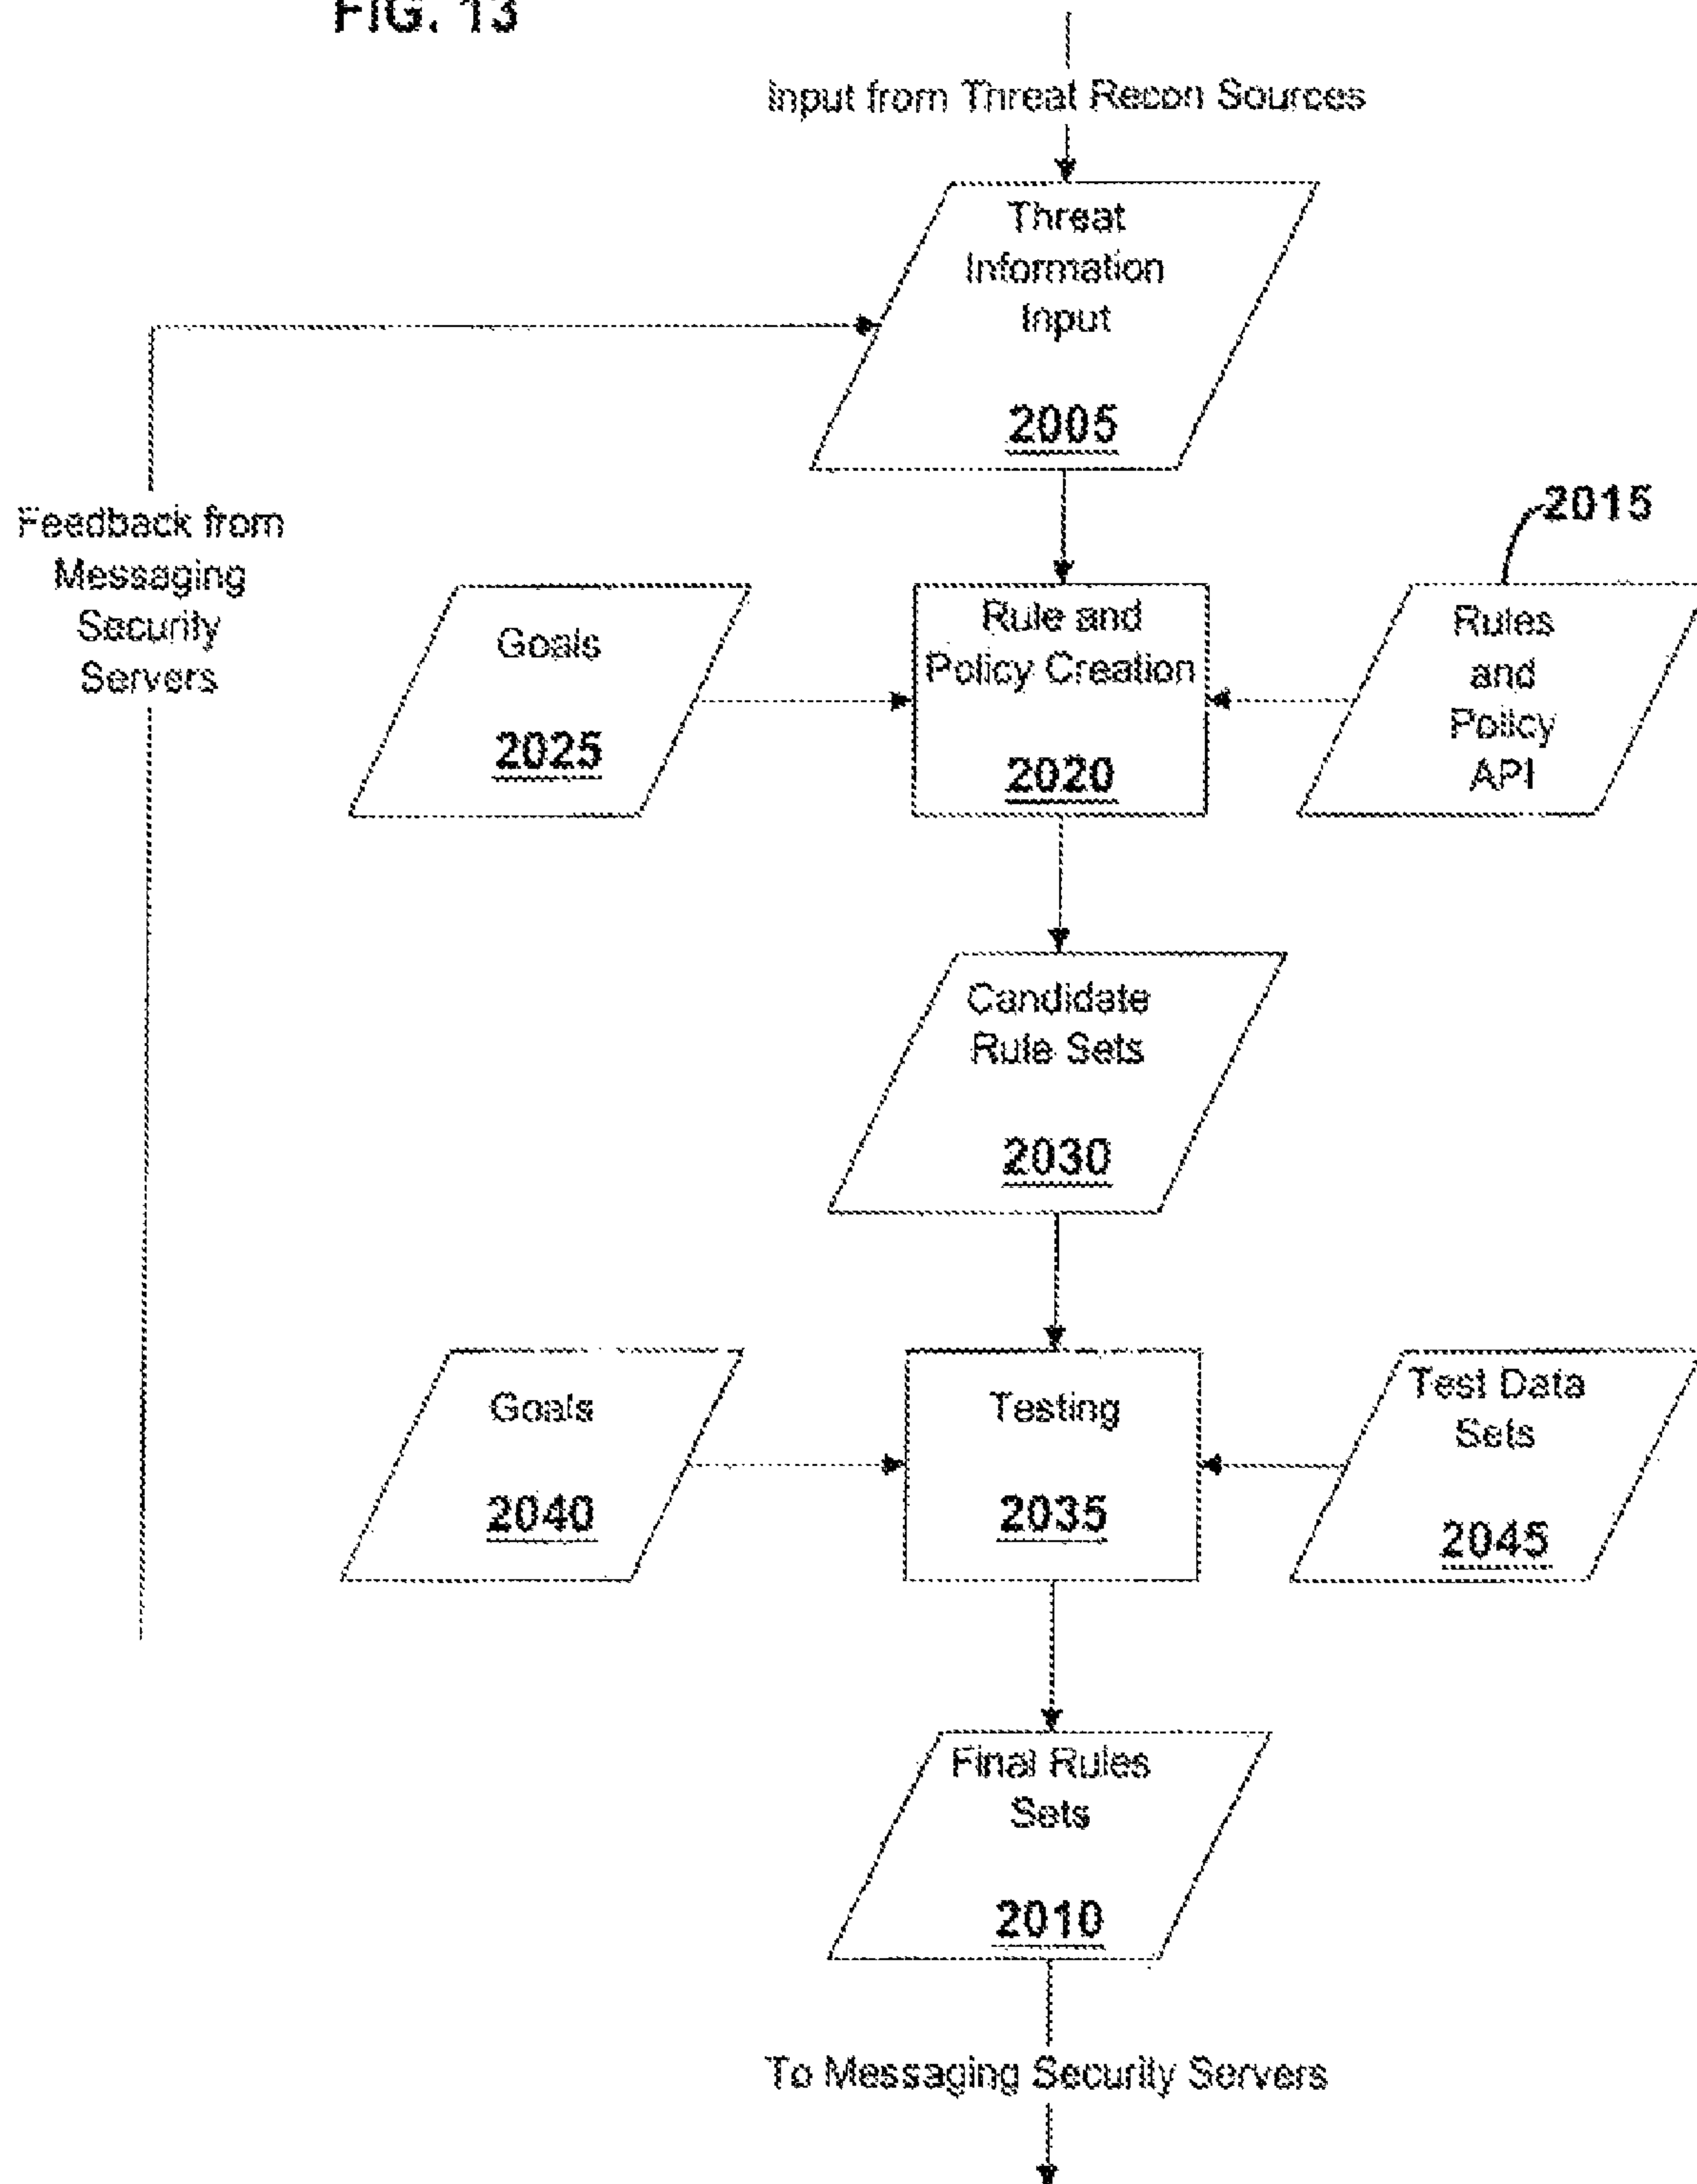 FIG. 13
Input from Threat Recon Sources
Threat
Information
Input
2005
Feedback from
Messaging
Security
Servers
2015
Goals
2025
Rule and
Policy Creation
2020
Rules
and
Policy
API
Candidate
Rule Sets
2030
Goals
2040
Testing
2035
Test Data
Sets
2045
Final Rules
Sets
2010
To Messaging Security Servers